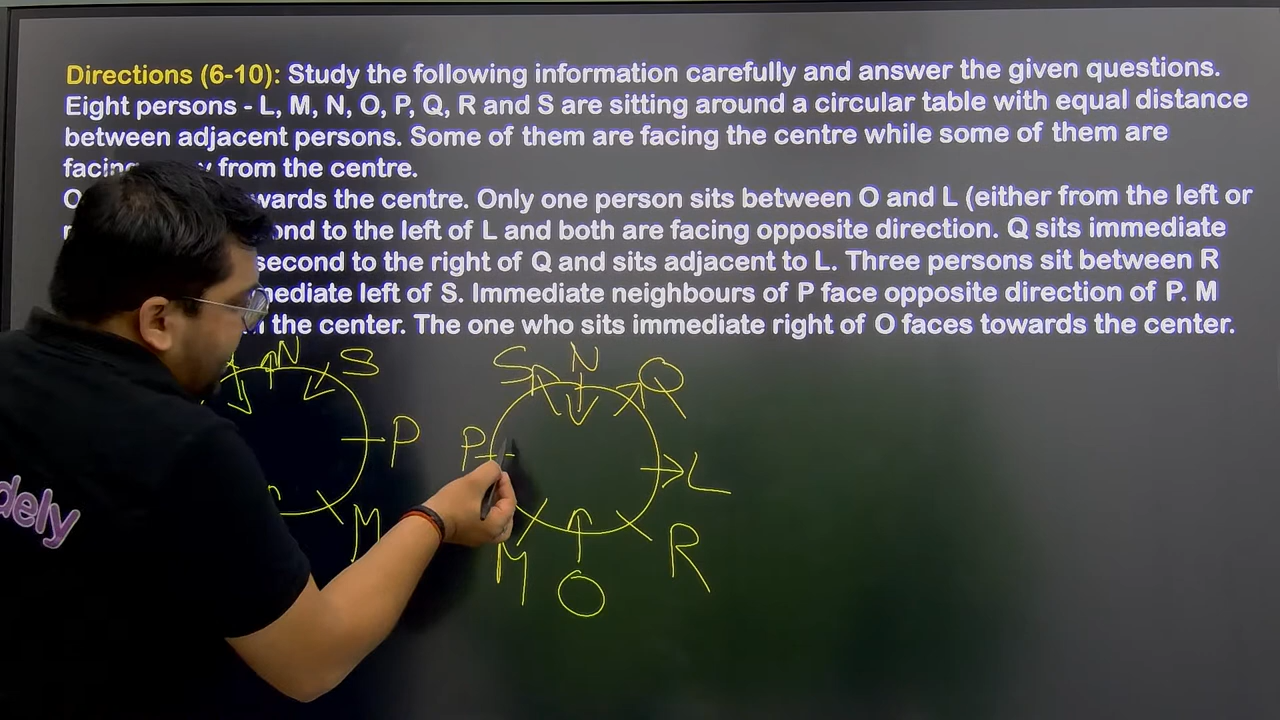 Directions (6-10): Study the following information carefully and answer the given questions.
Eight persons - L, M, N, O, P, Q, R and S are sitting around a circular table with equal distance
between adjacent persons. Some of them are facing the centre while some of them are
from the centre.
the centre. Only one person sits between O and L (either from the left or
to the left of L and both are facing opposite direction. Q sits immediate
second to the right of Q and sits adjacent to L. Three persons sit between R
left of S. Immediate neighbours of P face opposite direction of P. M
the center. The one who sits immediate right of O faces towards the center.
N S S N Q
P P L
M M O R
dely